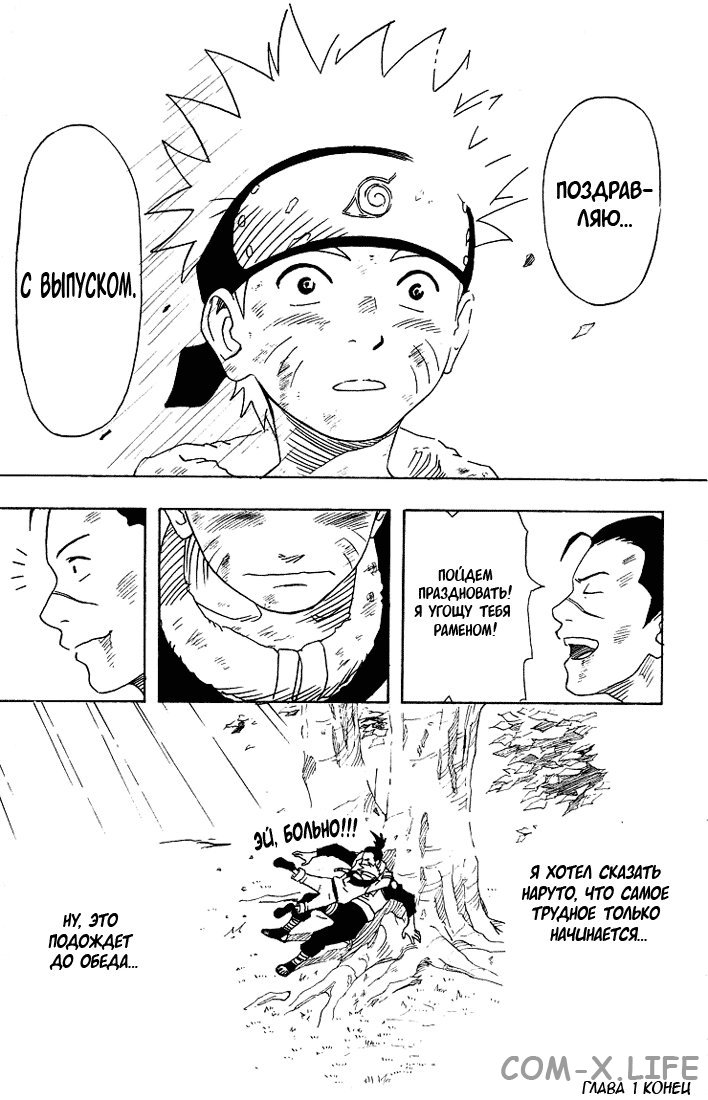 ПОЗДРАВ-
ЛЯЮ...
С ВЫПУСКОМ.
ПОЙДЕМ
ПРАЗДНОВАТЬ!
Я УГОЩУ ТЕБЯ
РАМЕНОМ!
ЭЙ, БОЛЬНО!!!
Я ХОТЕЛ СКАЗАТЬ
НАРУТО, ЧТО САМОЕ
ТРУДНОЕ ТОЛЬКО
НАЧИНАЕТСЯ...
НУ, ЭТО
ПОДОЖДЕТ
ДО ОБЕДА...
COM-X.LIFE
ГЛАВА 1 КОНЕЦ